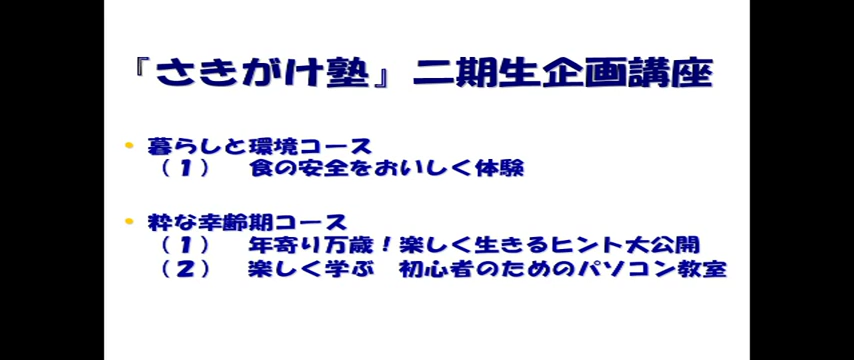 『さきがけ塾』二期生企画講座
• 暮らしと環境コース
（１）　食の安全をおいしく体験
• 粋な幸齢期コース
（１）　年寄り万歳！楽しく生きるヒント大公開
（２）　楽しく学ぶ　初心者のためのパソコン教室